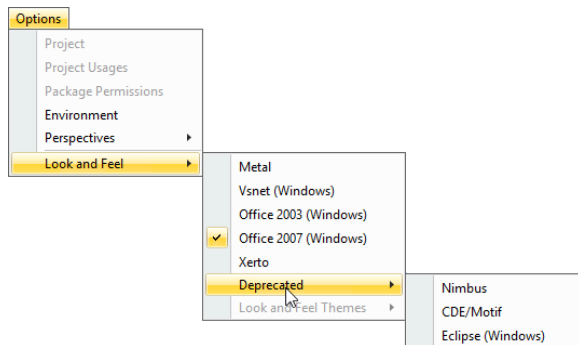 Options
Project
Project Usages
Package Permissions
Environment
Perspectives
Look and Feel
Metal
Vsnet (Windows)
Office 2003 (Windows)
Office 2007 (Windows)
Xerto
Deprecated
Look and Feel Themes
Nimbus
CDE/Motif
Eclipse (Windows)